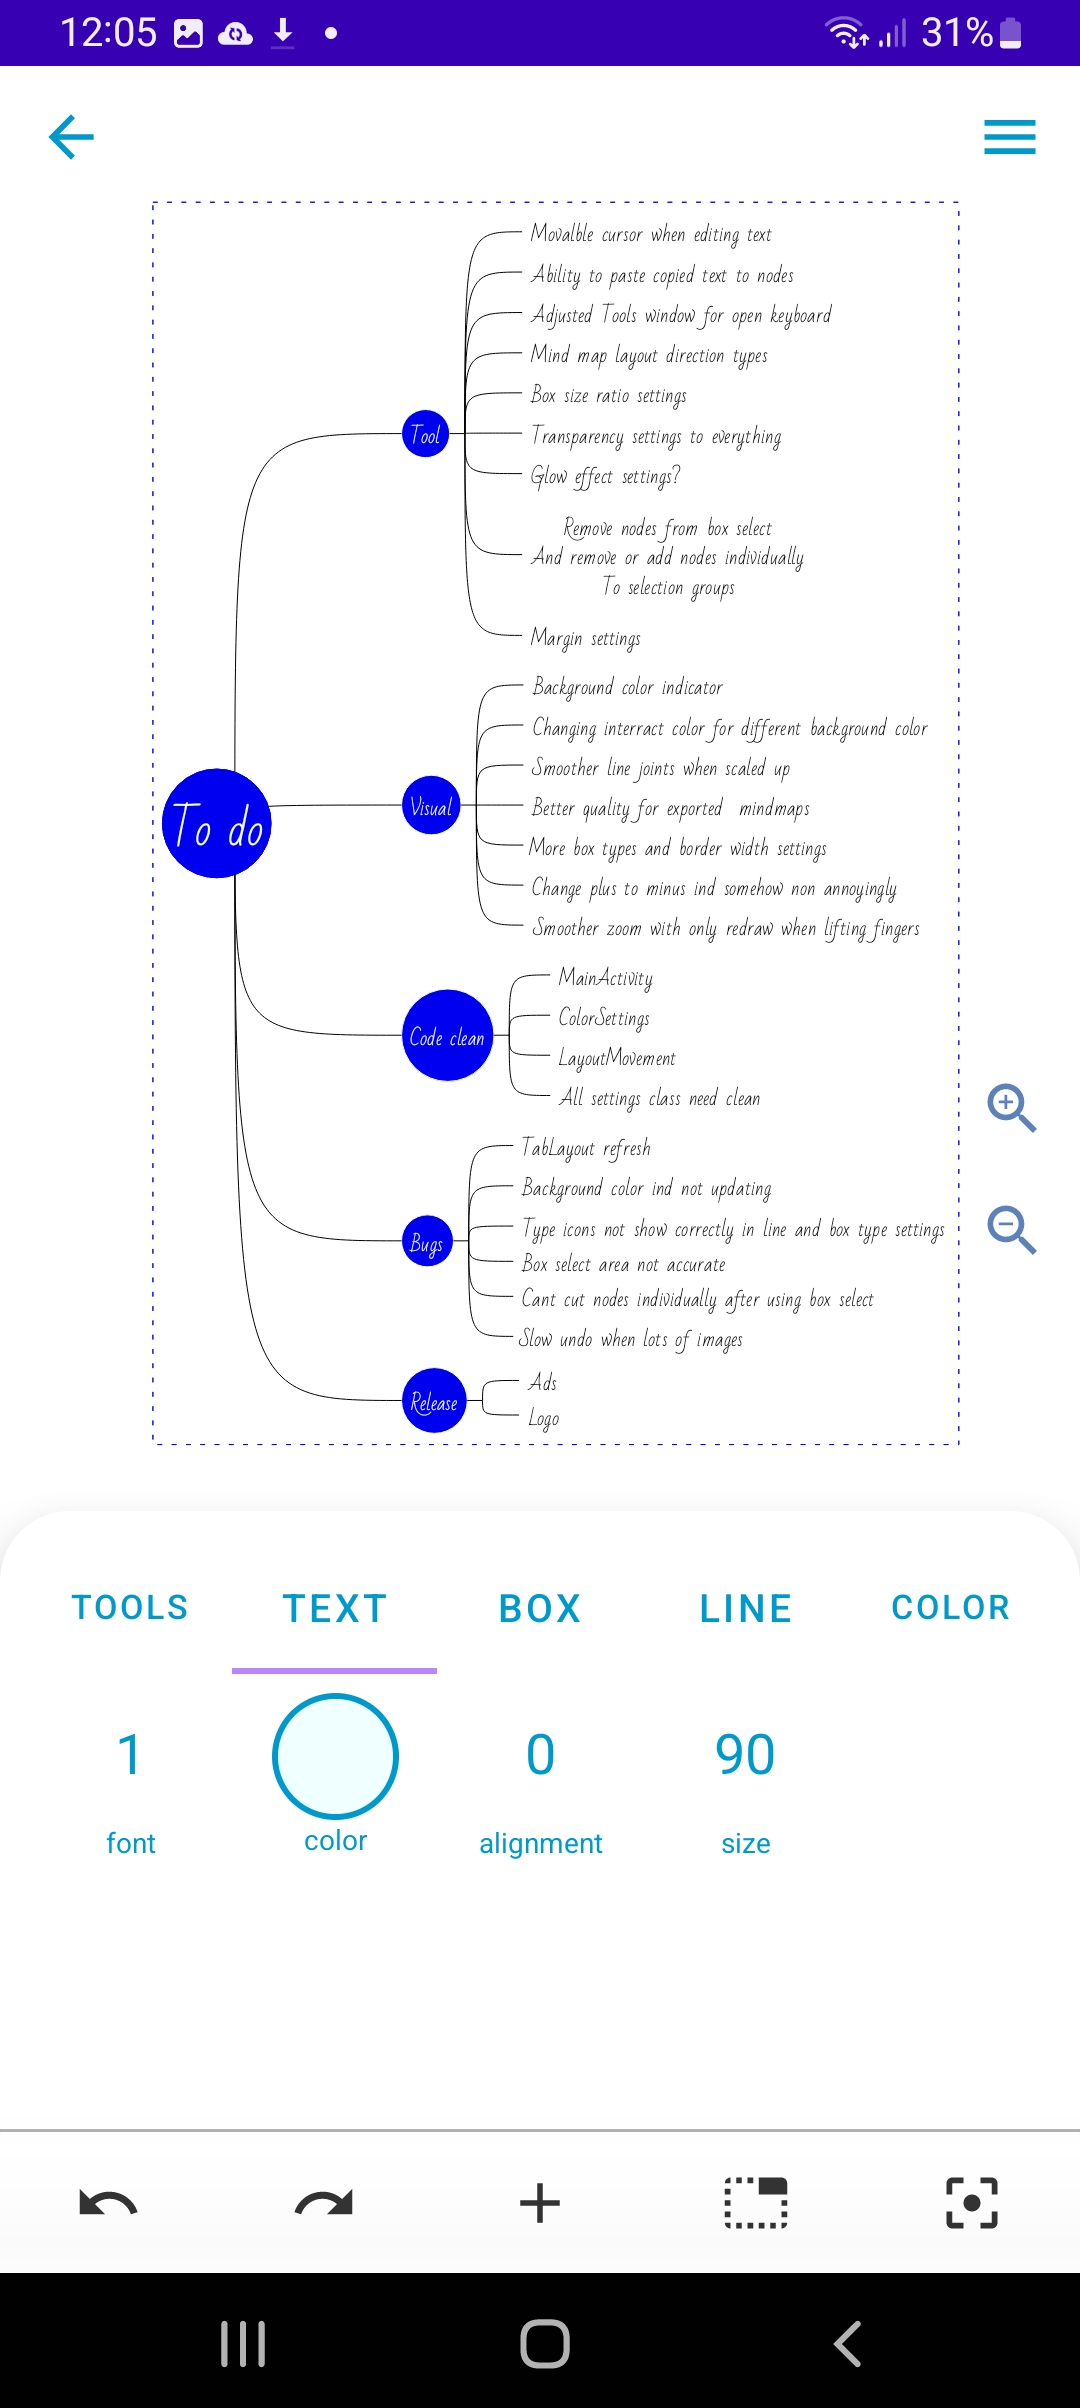 12:05
31%
Movalble cursor when editing text
Ability to paste copied text to nodes
Adjusted Tools window for open keyboard
Mind map layout direction types
Box size ratio settings
Tool
Transparency settings to everything
Glow effect settings?
Remove nodes from box select
And remove or add nodes individually
To selection groups
Margin settings
Background color indicator
Changing interract color for different background color
Smoother line joints when scaled up
To do
Visual
Better quality for exported mindmaps
More box types and border width settings
Change plus to minus ind somehow non annoyingly
Smoother zoom with only redraw when lifting fingers
MainActivity
ColorSettings
Code clean
LayoutMovement
All settings class need clean
TabLayout refresh
Background color ind not updating
Bugs
Type icons not show correctly in line and box type settings
Box select area not accurate
Cant cut nodes individually after using box select
Slow undo when lots of images
Release
Ads
Logo
TOOLS TEXT BOX LINE COLOR
1 0 90
font color alignment size